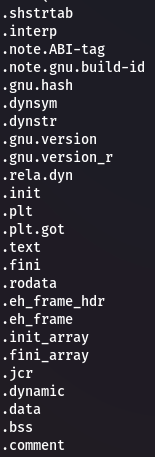 .shstrtab
.interp
.note.ABI-tag
.note.gnu.build-id
.gnu.hash
.dynsym
.dynstr
.gnu.version
.gnu.version_r
.rela.dyn
.init
.plt
.plt.got
.text
.fini
.rodata
.eh_frame_hdr
.eh_frame
.init_array
.fini_array
.jcr
.dynamic
.data
.bss
.comment